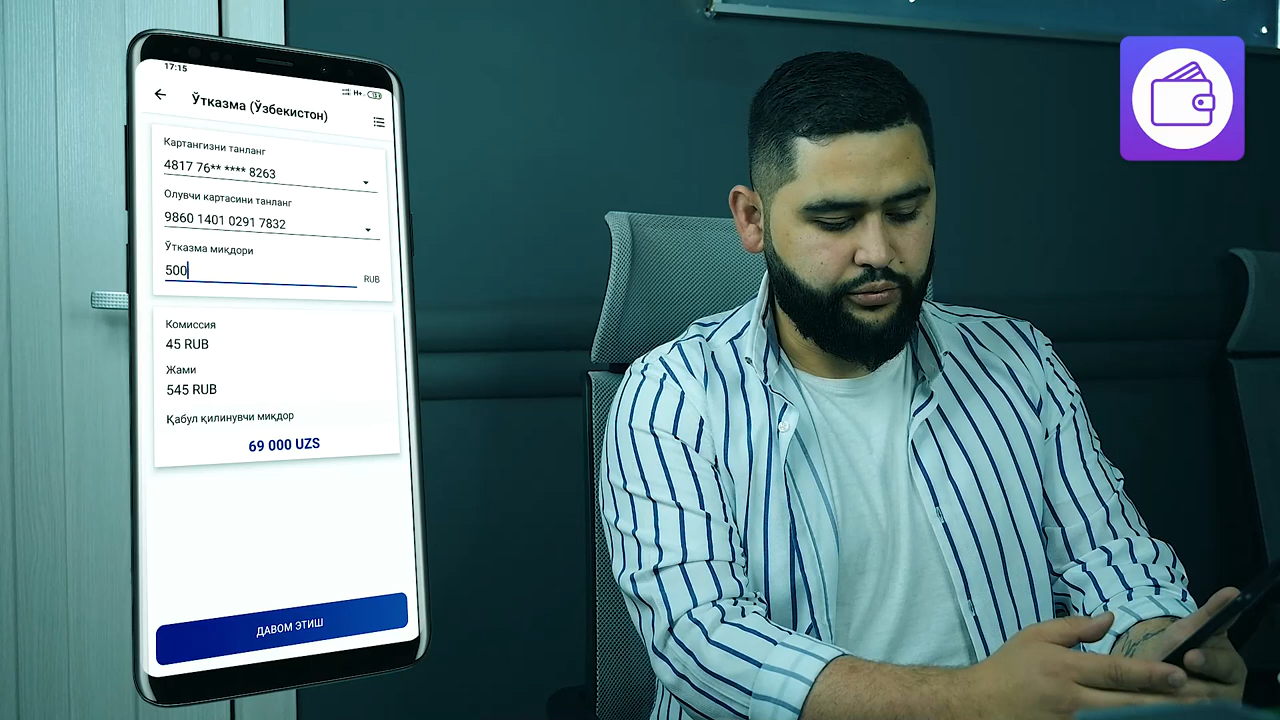 17:15
H+
Ўтказма (Ўзбекистон)
Картангизни танланг
4817 76** **** 8263
Олувчи картасини танланг
9860 1401 0291 7832
Ўтказма миқдори
500
RUB
Комиссия
45 RUB
Жами
545 RUB
Қабул қилинувчи миқдор
69 000 UZS
ДАВОМ ЭТИШ